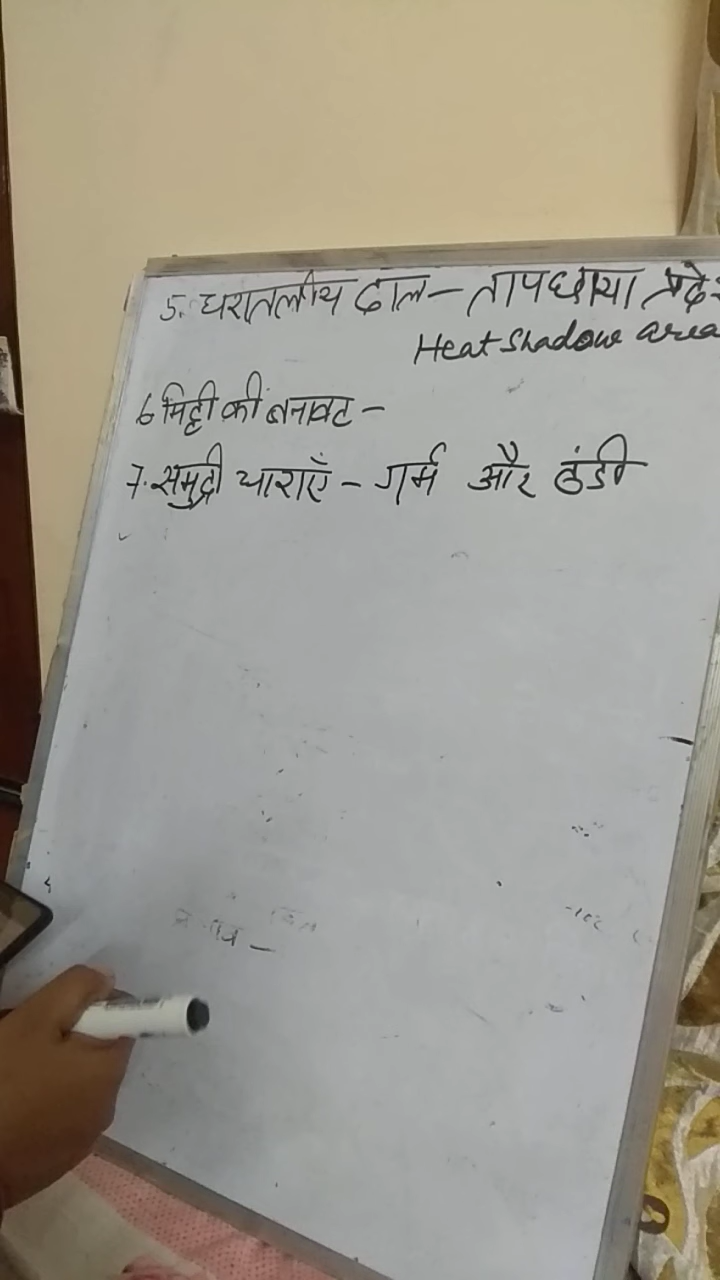 5. धरातलीय ढाल – तापछाया प्रदेश
Heat Shadow area
6 मिट्टी की बनावट –
7. समुद्री धाराएँ – गर्म और ठंडी